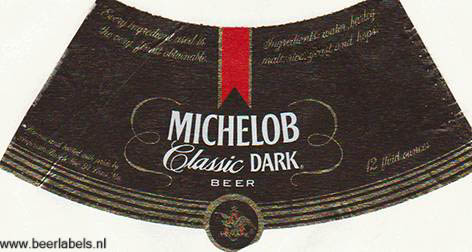 Every ingredient used is
the very finest obtainable.
Ingredients: water, barley
malt, rice, yeast and hops.
MICHELOB
Classic DARK®
BEER
12 fluid ounces
www.beerlabels.nl